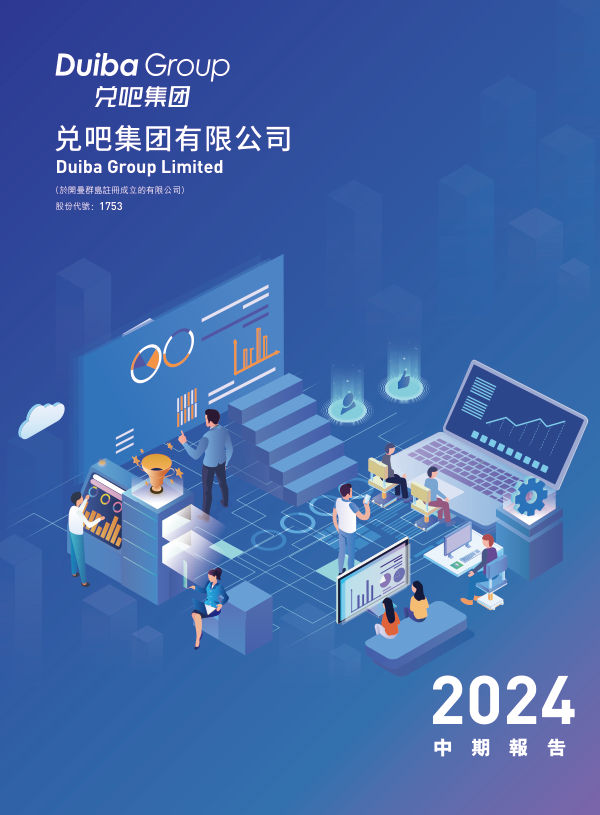 Duiba Group
兑吧集团
兑吧集团有限公司
Duiba Group Limited
（於開曼群島註冊成立的有限公司）
股份代號：1753
2024
中期報告